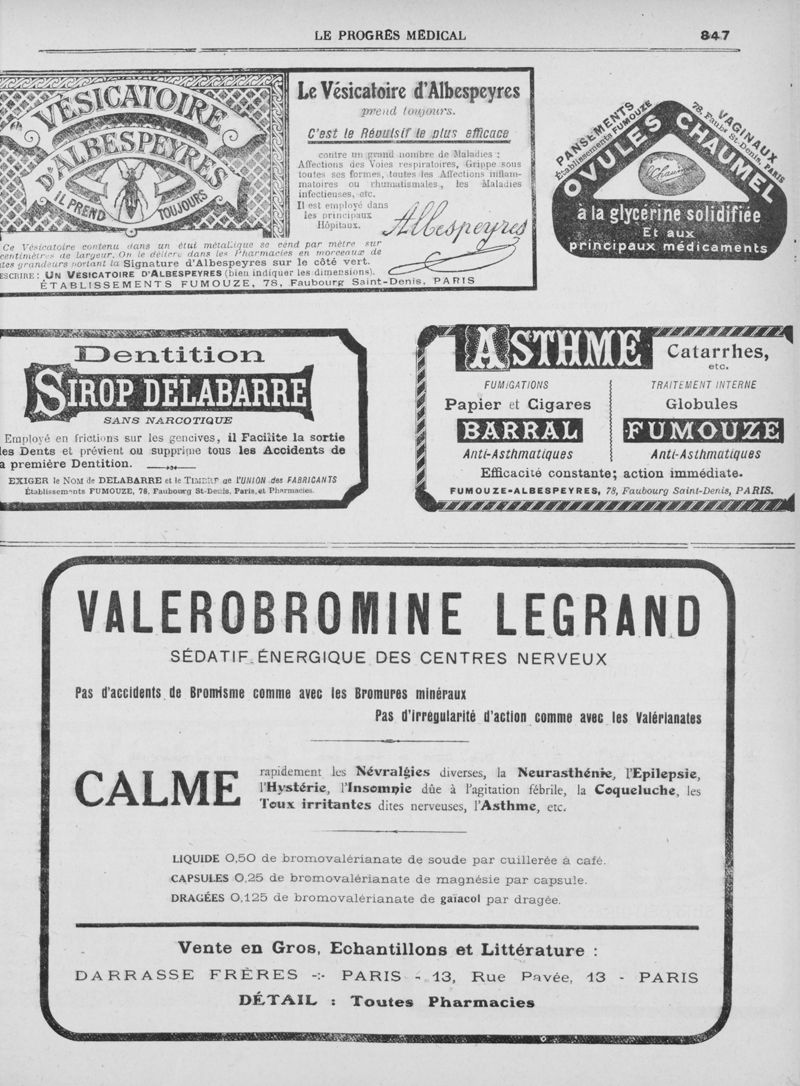 LE PROGRÈS MÉDICAL
847
VÉSICATOIRE
D'ALBESPEYRES
IL PREND TOUJOURS
Le Vésicatoire d'Albespeyres
prend toujours.
C'est le Révulsif le plus efficace
contre un grand nombre de Maladies :
Affections des Voies respiratoires, Grippe sous
toutes ses formes, toutes les Affections inflam-
matoires ou rhumatismales, les Maladies
infectieuses, etc.
Il est employé dans
les principaux
Hôpitaux.
Albespeyres
Ce Vésicatoire contenu dans un étui métallique se vend par mètre sur
centimètres de largeur. On le délivre dans les Pharmacies en morceaux de
tes grandeurs portant la Signature d'Albespeyres sur le côté vert.
ESCRIRE : UN VESICATOIRE D'ALBESPEYRES (bien indiquer les dimensions).
ÉTABLISSEMENTS FUMOUZE, 78, Faubourg Saint-Denis, PARIS
PANSEMENTS VAGINAUX
Établissements FUMOUZE 78, Faubg St-Denis, PARIS
OVULES CHAUMEL
Chaumel
à la glycérine solidifiée
Et aux
principaux médicaments
Dentition
SIROP DELABARRE
SANS NARCOTIQUE
Employé en frictions sur les gencives, il Facilite la sortie
les Dents et prévient ou supprime tous les Accidents de
a première Dentition.
EXIGER le NOM de DELABARRE et le TIMBRE de l'UNION des FABRICANTS
Établissements FUMOUZE, 78, Faubourg St-Denis, Paris, et Pharmacies.
ASTHME Catarrhes,
etc.
FUMIGATIONS
Papier et Cigares
BARRAL
Anti-Asthmatiques
TRAITEMENT INTERNE
Globules
FUMOUZE
Anti-Asthmatiques
Efficacité constante; action immédiate.
FUMOUZE-ALBESPEYRES, 78, Faubourg Saint-Denis, PARIS.
VALEROBROMINE LEGRAND
SÉDATIF ÉNERGIQUE DES CENTRES NERVEUX
Pas d'accidents de Bromisme comme avec les Bromures minéraux
Pas d'irrégularité d'action comme avec les Valérianates
CALME
rapidement les Névralgies diverses, la Neurasthénie, l'Epilepsie,
l'Hystérie, l'Insomnie dûe à l'agitation fébrile, la Coqueluche, les
Toux irritantes dites nerveuses, l'Asthme, etc.
LIQUIDE 0,50 de bromovalérianate de soude par cuillerée à café.
CAPSULES 0,25 de bromovalérianate de magnésie par capsule.
DRAGÉES 0,125 de bromovalérianate de gaïacol par dragée.
Vente en Gros, Echantillons et Littérature :
DARRASSE FRÈRES -:- PARIS - 13, Rue Pavée, 13 - PARIS
DÉTAIL : Toutes Pharmacies